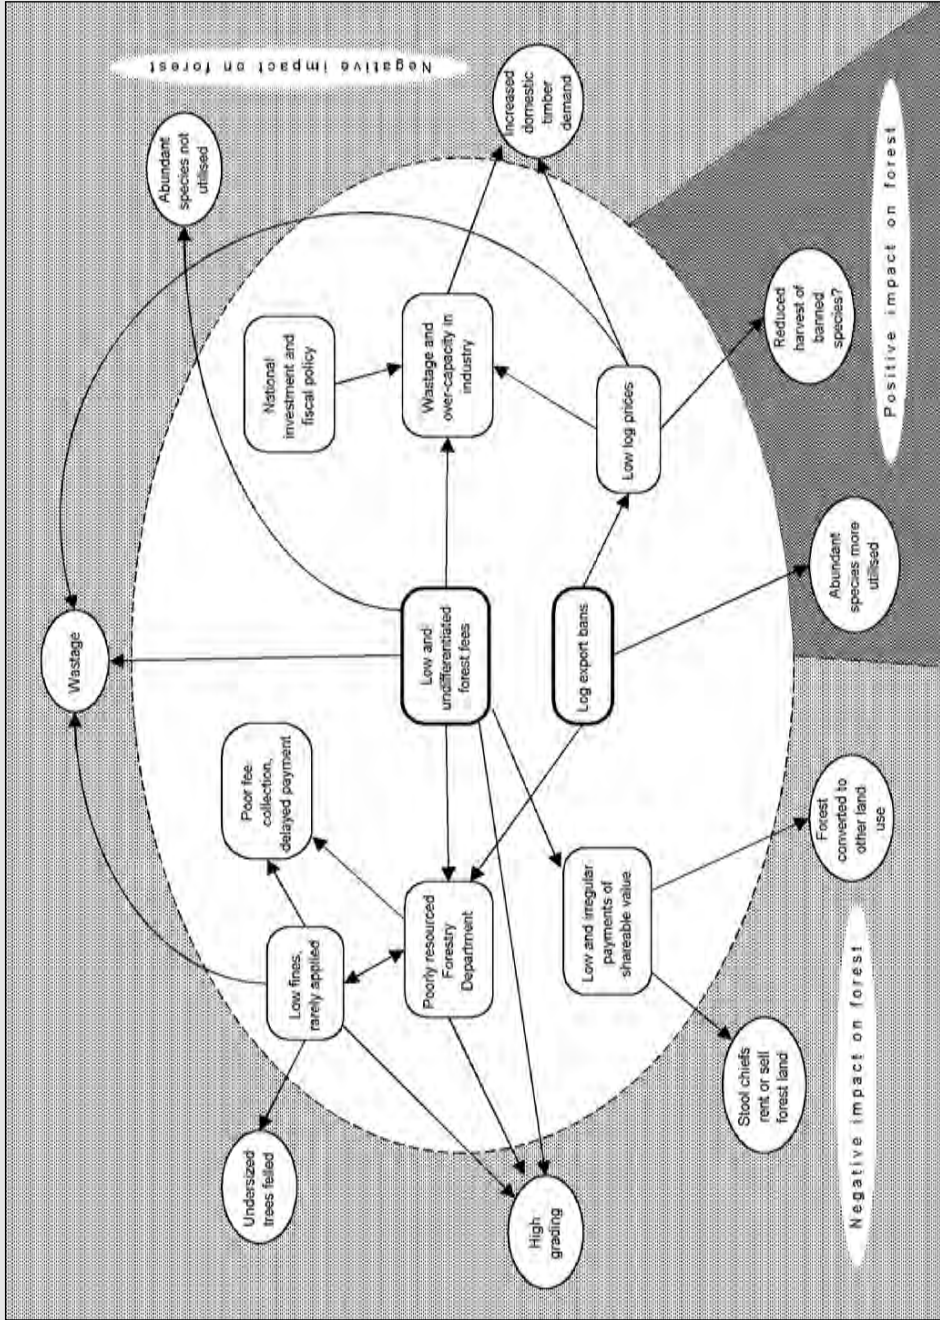 Wastage
Abundant
species not
utilised
Negative impact on forest
Undersized
trees felled
Low fines,
rarely applied
Poor fee
collection,
delayed payment
National
investment and
fiscal policy
Poorly resourced
Forestry
Department
Low and
undifferentiated
forest fees
Wastage and
over-capacity in
industry
Increased
domestic
timber
demand
High
grading
Low and irregular
payments of
shareable value
Log export bans
Low log prices
Stool chiefs
rent or sell
forest land
Forest
converted to
other land
use
Abundant
species more
utilised
Reduced
harvest of
banned
species?
Negative impact on forest
Positive impact on forest